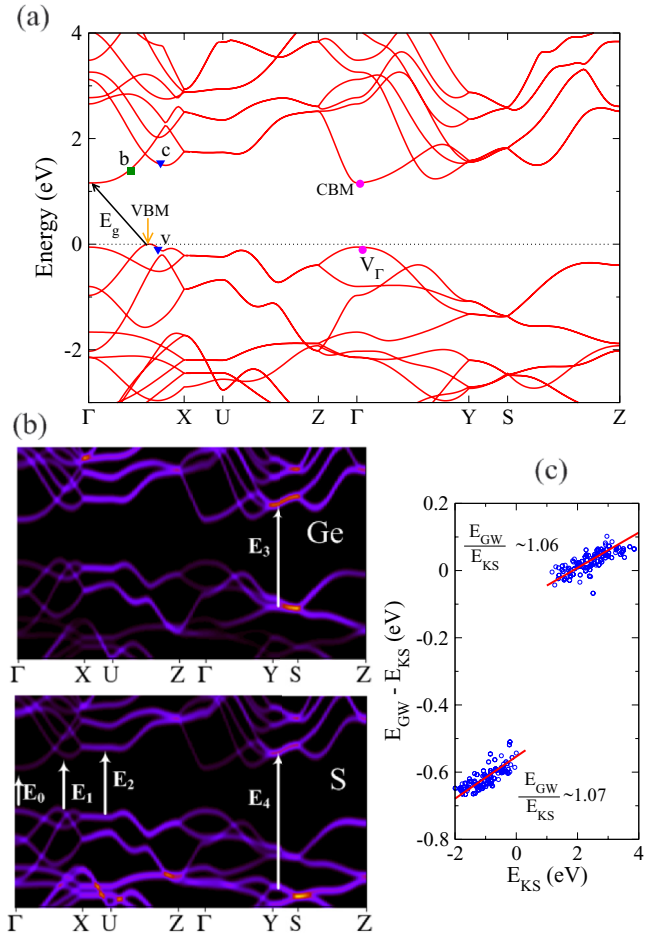 (a)
4
2
0
-2
Energy (eV)
b
c
VBM
v
E_g
CBM
V_Γ
Γ X U Z Γ Y S Z
(b)
Ge
E_3
Γ X U Z Γ Y S Z
S
E_0 E_1 E_2 E_4
Γ X U Z Γ Y S Z
(c)
0.2
0
-0.2
-0.4
-0.6
-0.8
E_GW - E_KS (eV)
E_GW
E_KS
~1.06
E_GW
E_KS
~1.07
-2 0 2 4
E_KS (eV)